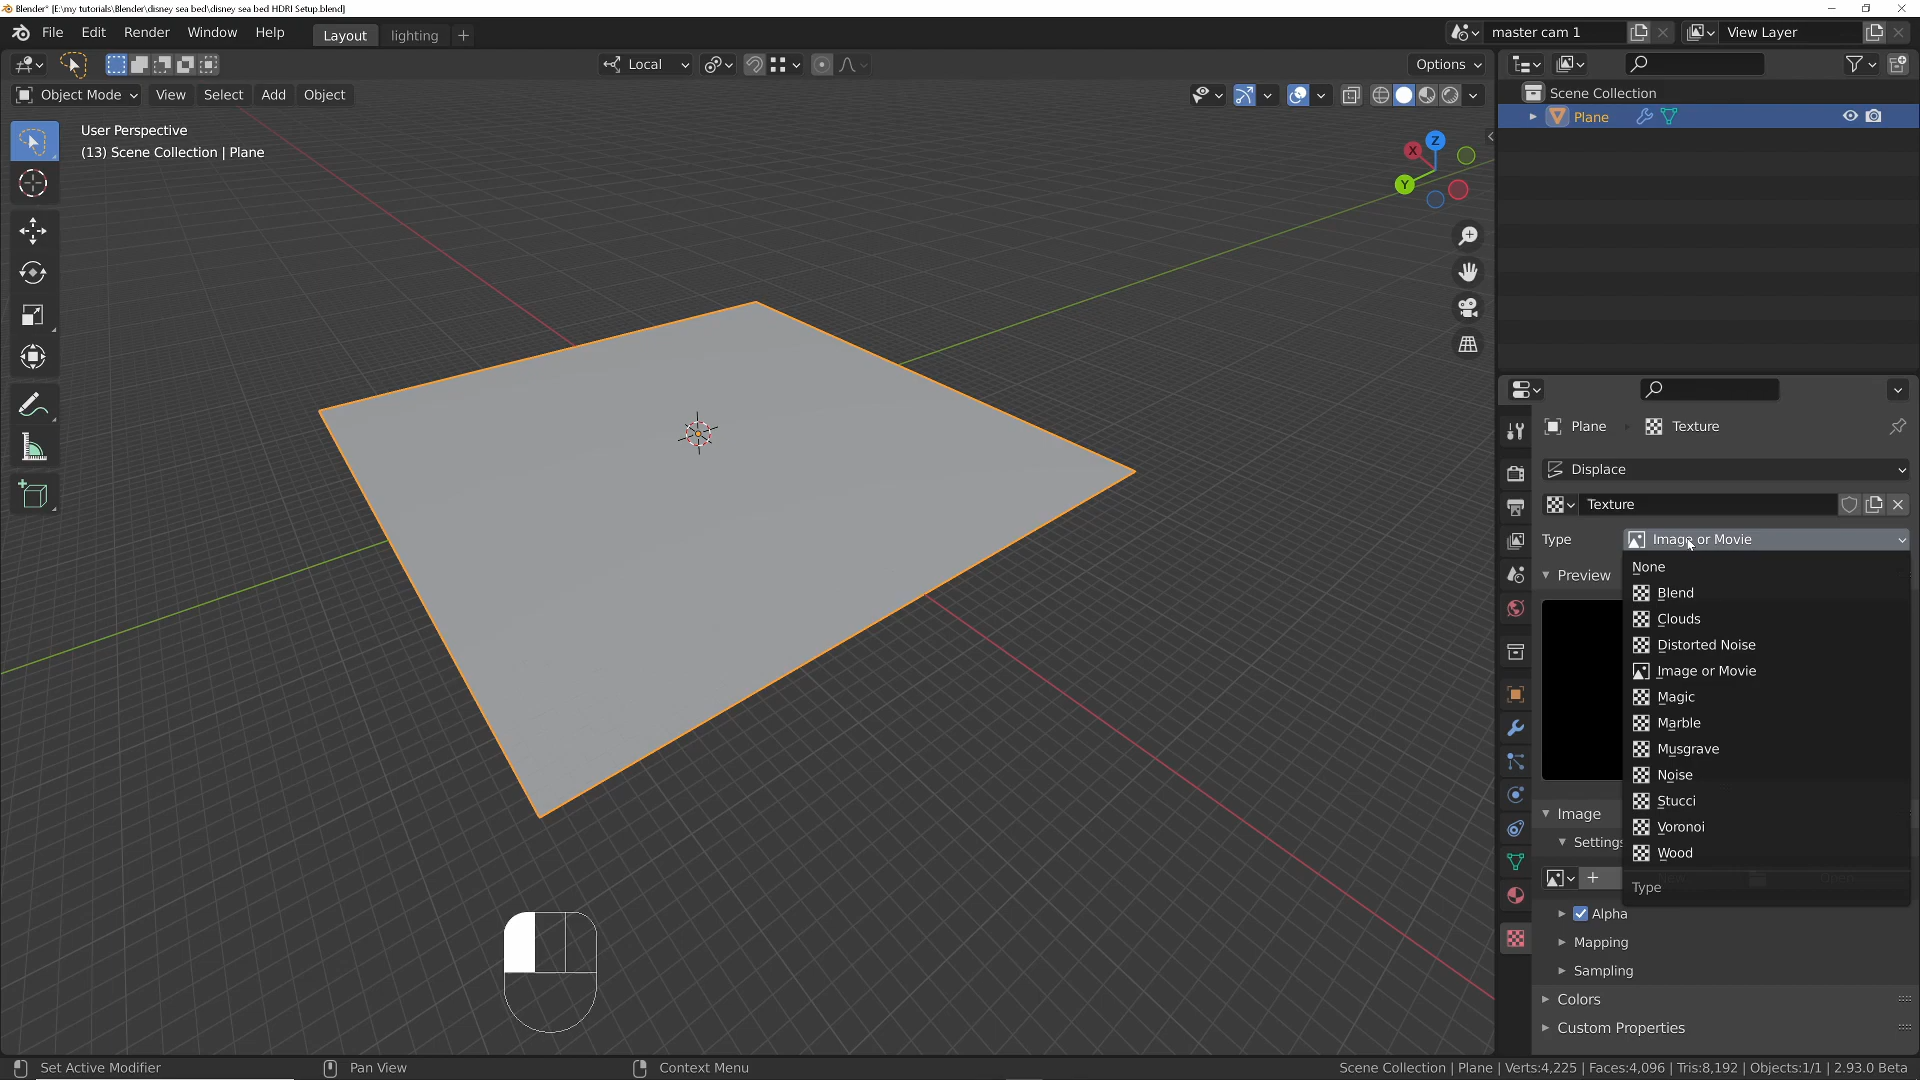 Blender* [E:\my tutorials\Blender\disney sea bed\disney sea bed HDRI Setup.blend]
File Edit Render Window Help Layout lighting + master cam 1 View Layer
Local Options
Object Mode View Select Add Object
User Perspective
(13) Scene Collection | Plane
X Y Z
Scene Collection
Plane
Plane Texture
Displace
Texture
Type Image or Movie
None
Preview
Blend
Clouds
Distorted Noise
Image or Movie
Magic
Marble
Musgrave
Noise
Stucci
Voronoi
Wood
Type
Image
Settings
Alpha
Mapping
Sampling
Colors
Custom Properties
Set Active Modifier Pan View Context Menu Scene Collection | Plane | Verts:4,225 | Faces:4,096 | Tris:8,192 | Objects:1/1 | 2.93.0 Beta